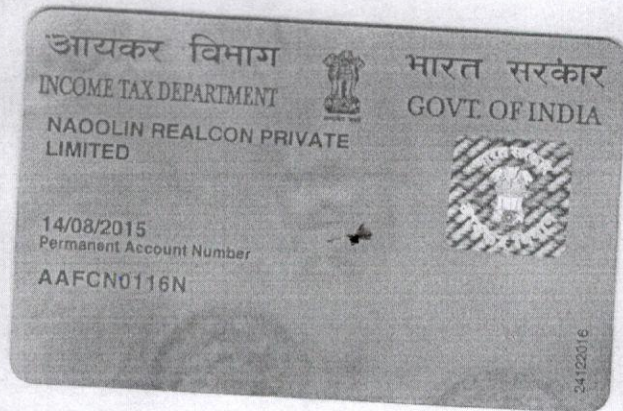 आयकर विभाग
INCOME TAX DEPARTMENT
भारत सरकार
GOVT. OF INDIA
NAOOLIN REALCON PRIVATE
LIMITED
14/08/2015
Permanent Account Number
AAFCN0116N
24122016